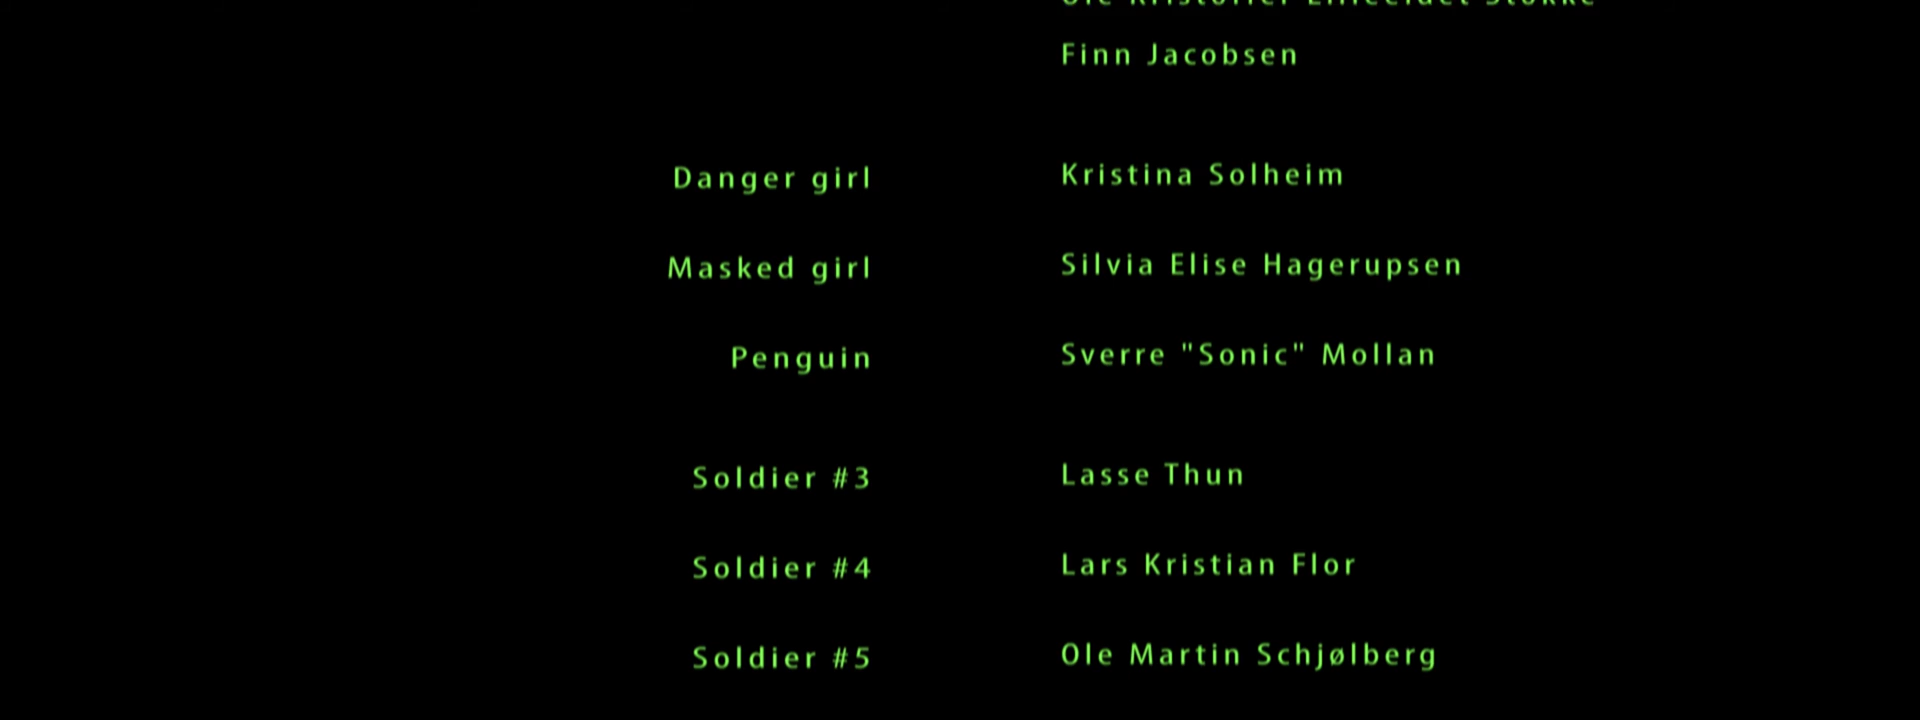 Finn Jacobsen
Danger girl Kristina Solheim
Masked girl Silvia Elise Hagerupsen
Penguin Sverre "Sonic" Mollan
Soldier #3 Lasse Thun
Soldier #4 Lars Kristian Flor
Soldier #5 Ole Martin Schjølberg